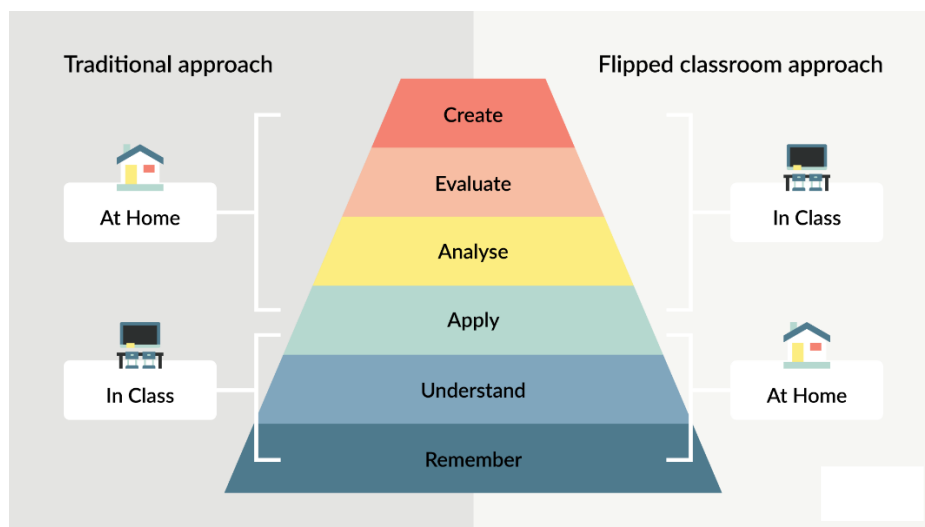 Traditional approach
Flipped classroom approach
Create
Evaluate
Analyse
Apply
Understand
Remember
At Home
In Class
In Class
At Home